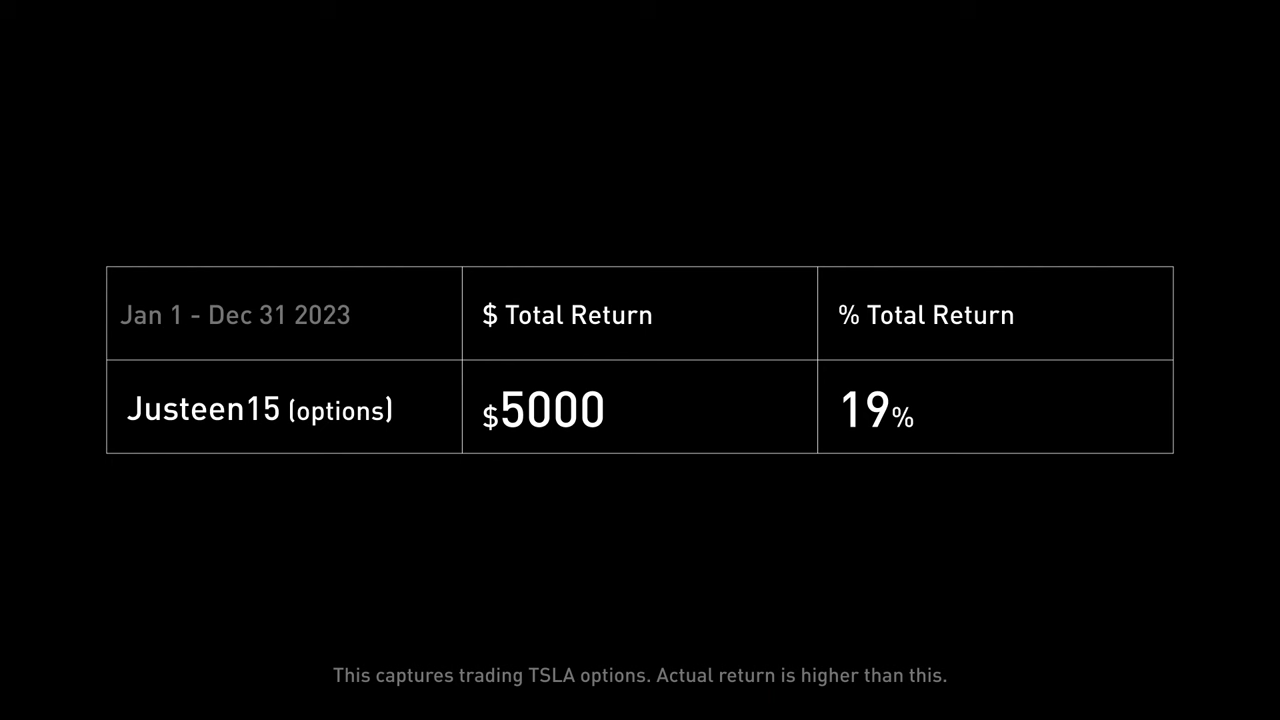 Jan 1 - Dec 31 2023 $ Total Return % Total Return
Justeen15 (options) $5000 19%
This captures trading TSLA options. Actual return is higher than this.